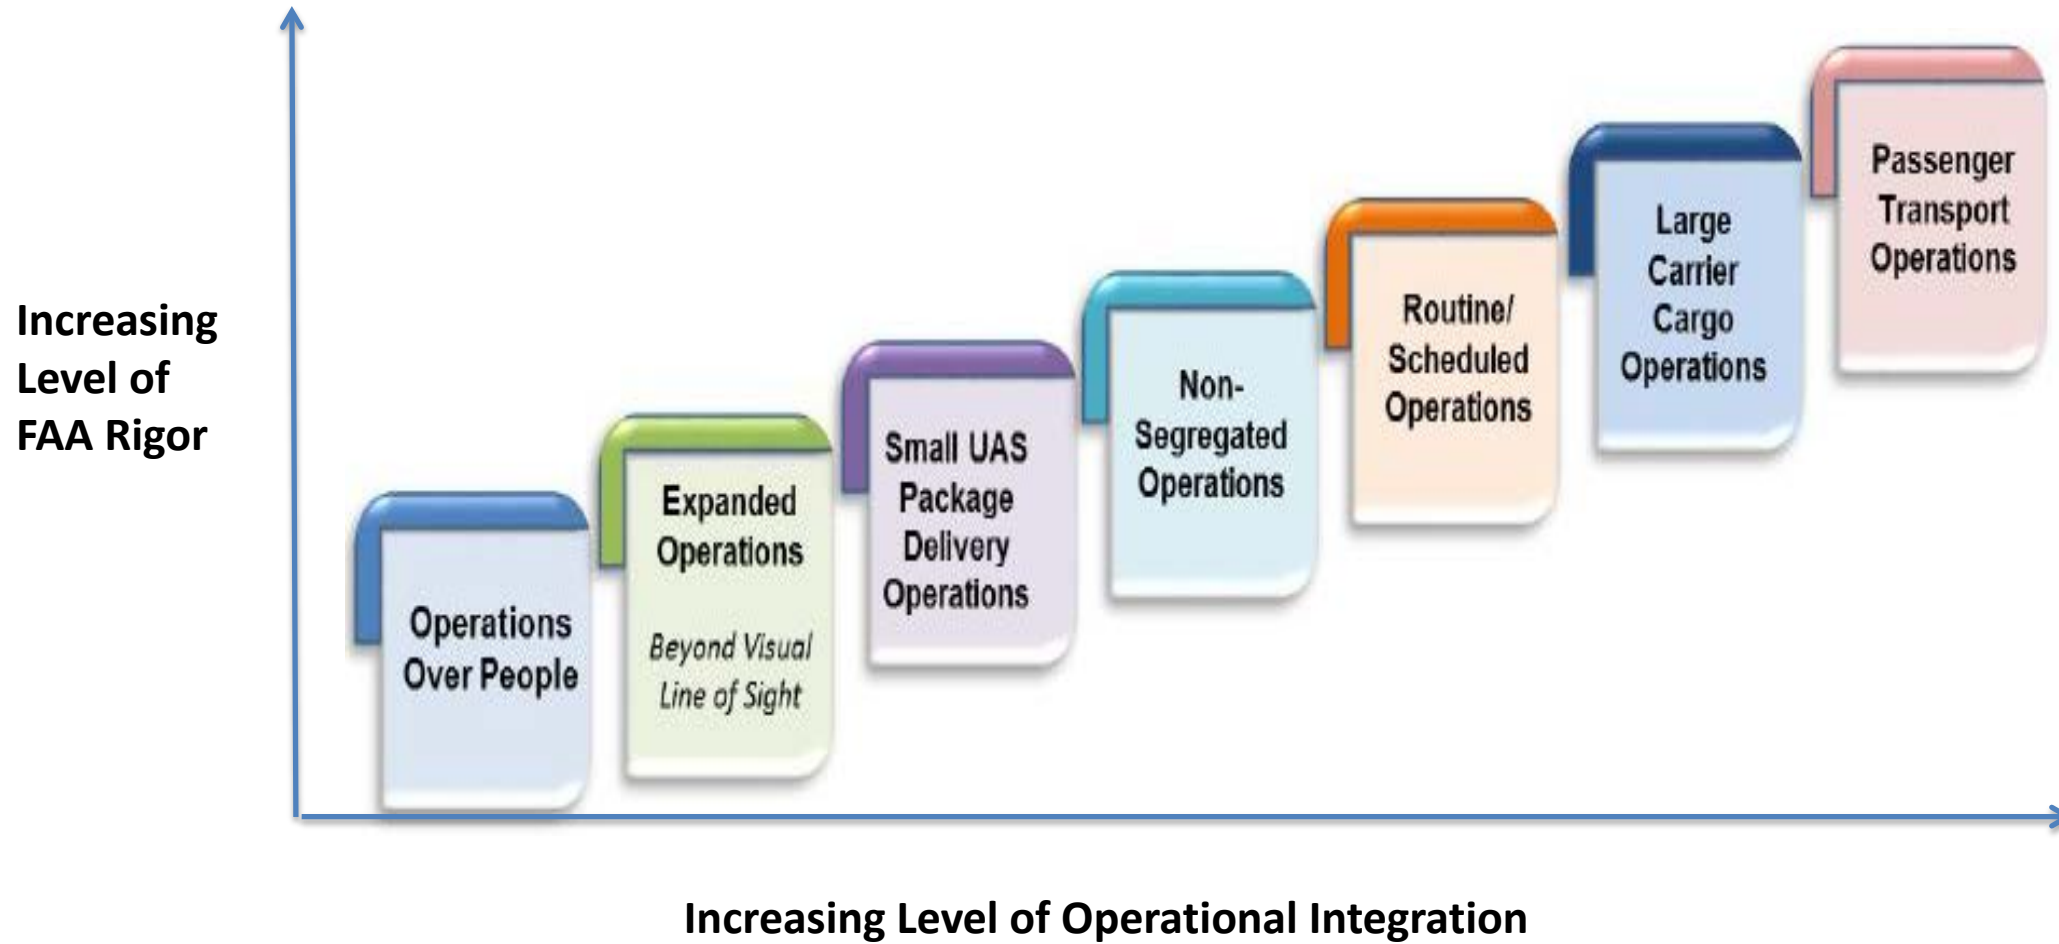 Increasing
Level of
FAA Rigor
Operations
Over People
Expanded
Operations
Beyond Visual
Line of Sight
Small UAS
Package
Delivery
Operations
Non-
Segregated
Operations
Routine/
Scheduled
Operations
Large
Carrier
Cargo
Operations
Passenger
Transport
Operations
Increasing Level of Operational Integration